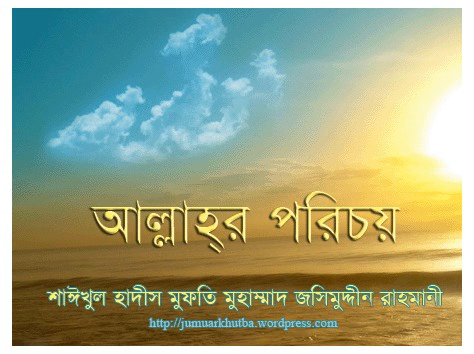 আল্লাহ্‌র পরিচয়
শাঈখুল হাদীস মুফতি মুহাম্মাদ জসিমুদ্দীন রাহমানী
http://jumuarkhutba.wordpress.com